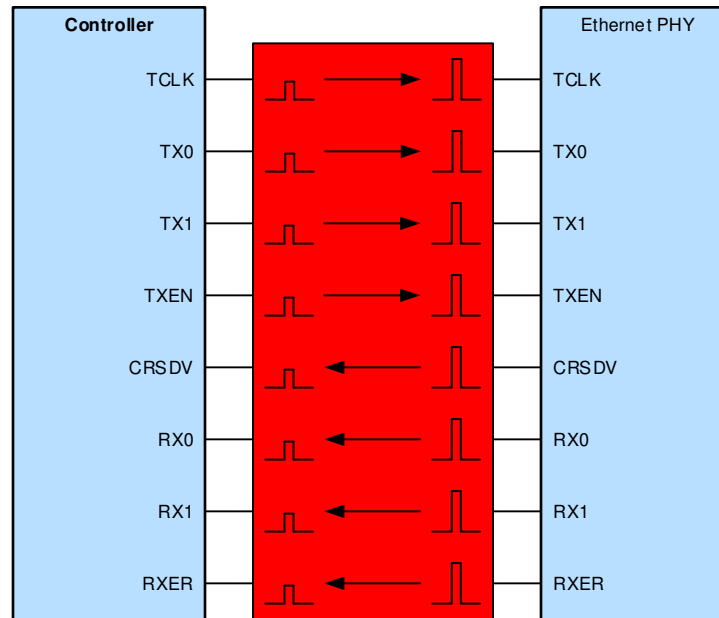 Controller
TCLK
TX0
TX1
TXEN
CRSDV
RX0
RX1
RXER
Ethernet PHY
TCLK
TX0
TX1
TXEN
CRSDV
RX0
RX1
RXER